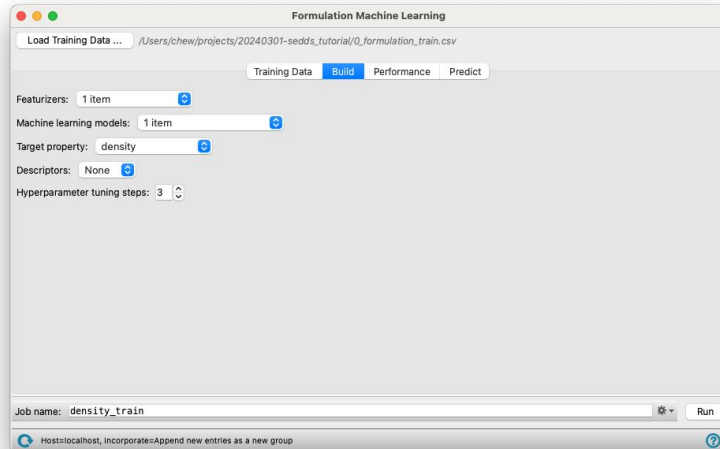 Formulation Machine Learning
Load Training Data ... /Users/chew/projects/20240301-sedds_tutorial/0_formulation_train.csv
Training Data Build Performance Predict
Featurizers: 1 item
Machine learning models: 1 item
Target property: density
Descriptors: None
Hyperparameter tuning steps: 3
Job name: density_train Run
Host=localhost, Incorporate=Append new entries as a new group ?